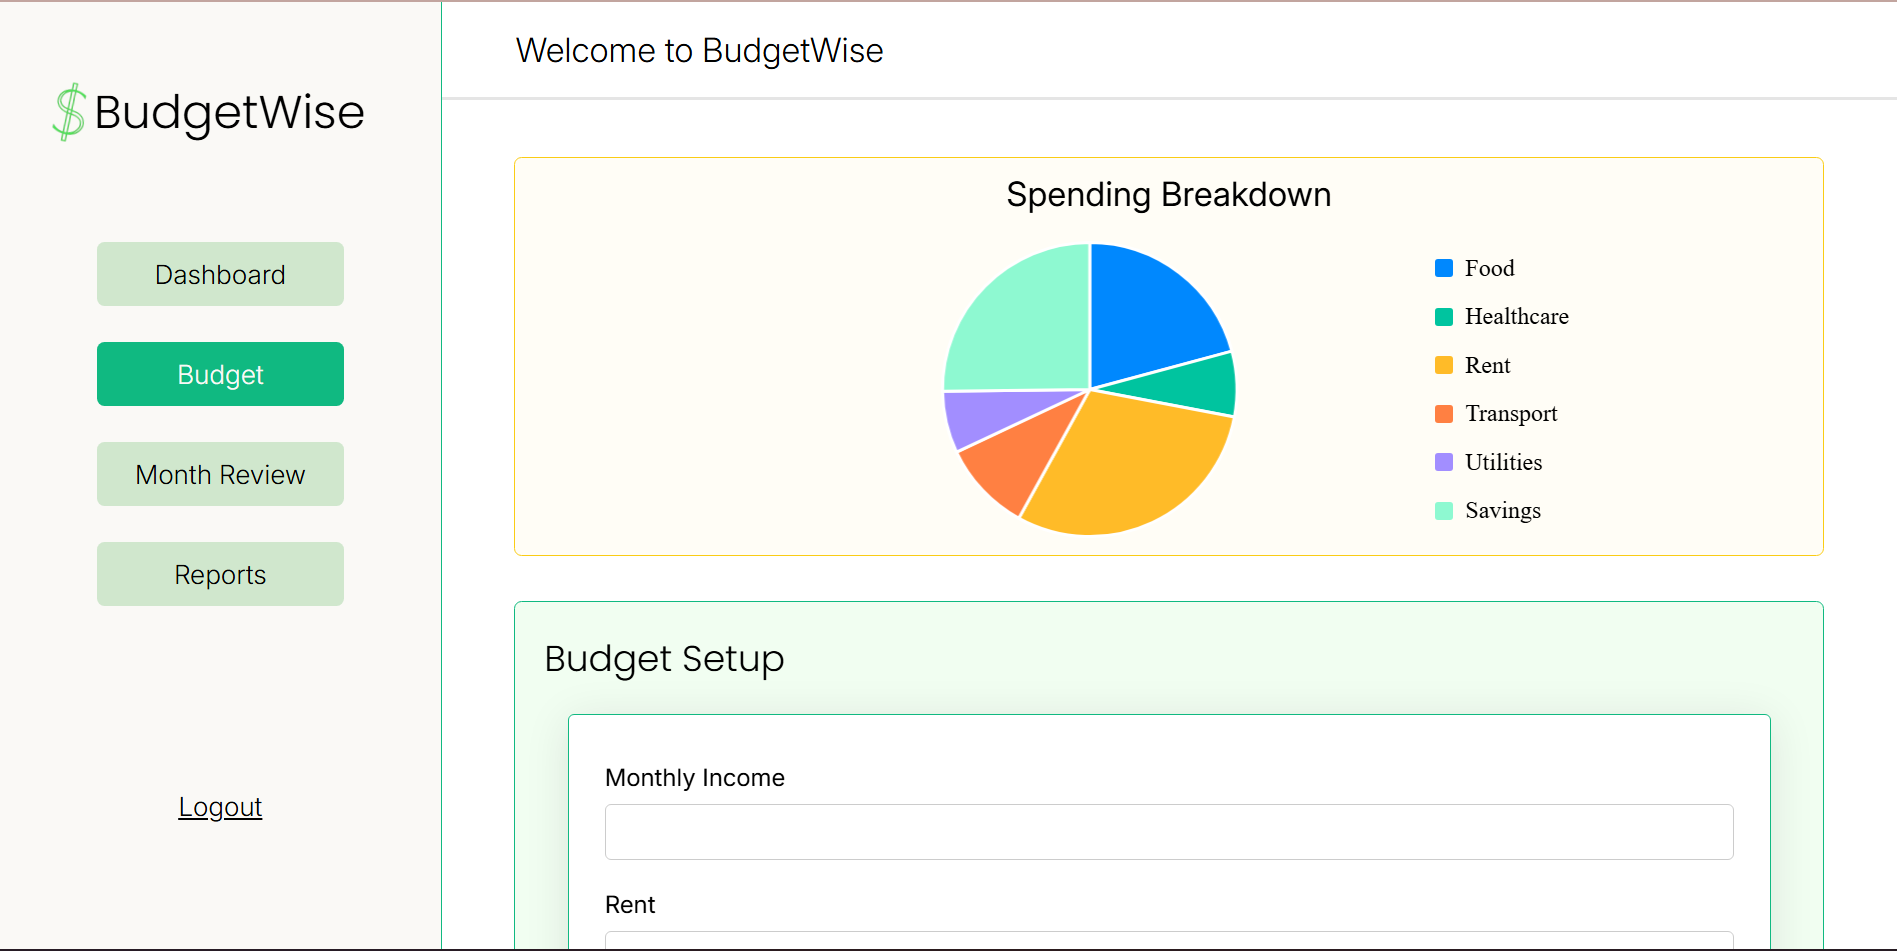 $BudgetWise
Dashboard
Budget
Month Review
Reports
Logout
Welcome to BudgetWise
Spending Breakdown
Food
Healthcare
Rent
Transport
Utilities
Savings
Budget Setup
Monthly Income
Rent